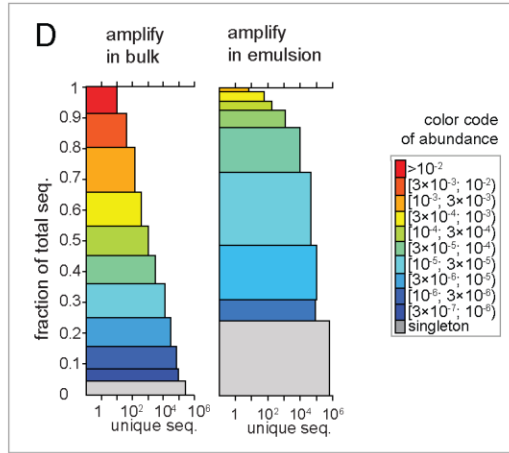 D
amplify
in bulk
amplify
in emulsion
fraction of total seq.
1
0.9
0.8
0.7
0.6
0.5
0.4
0.3
0.2
0.1
0
1 10² 10⁴ 10⁶
unique seq.
1 10² 10⁴ 10⁶
unique seq.
color code
of abundance
>10⁻²
[3×10⁻³; 10⁻²)
[10⁻³; 3×10⁻³)
[3×10⁻⁴; 10⁻³)
[10⁻⁴; 3×10⁻⁴)
[3×10⁻⁵; 10⁻⁴)
[10⁻⁵; 3×10⁻⁵)
[3×10⁻⁶; 10⁻⁵)
[10⁻⁶; 3×10⁻⁶)
[3×10⁻⁷; 10⁻⁶)
singleton